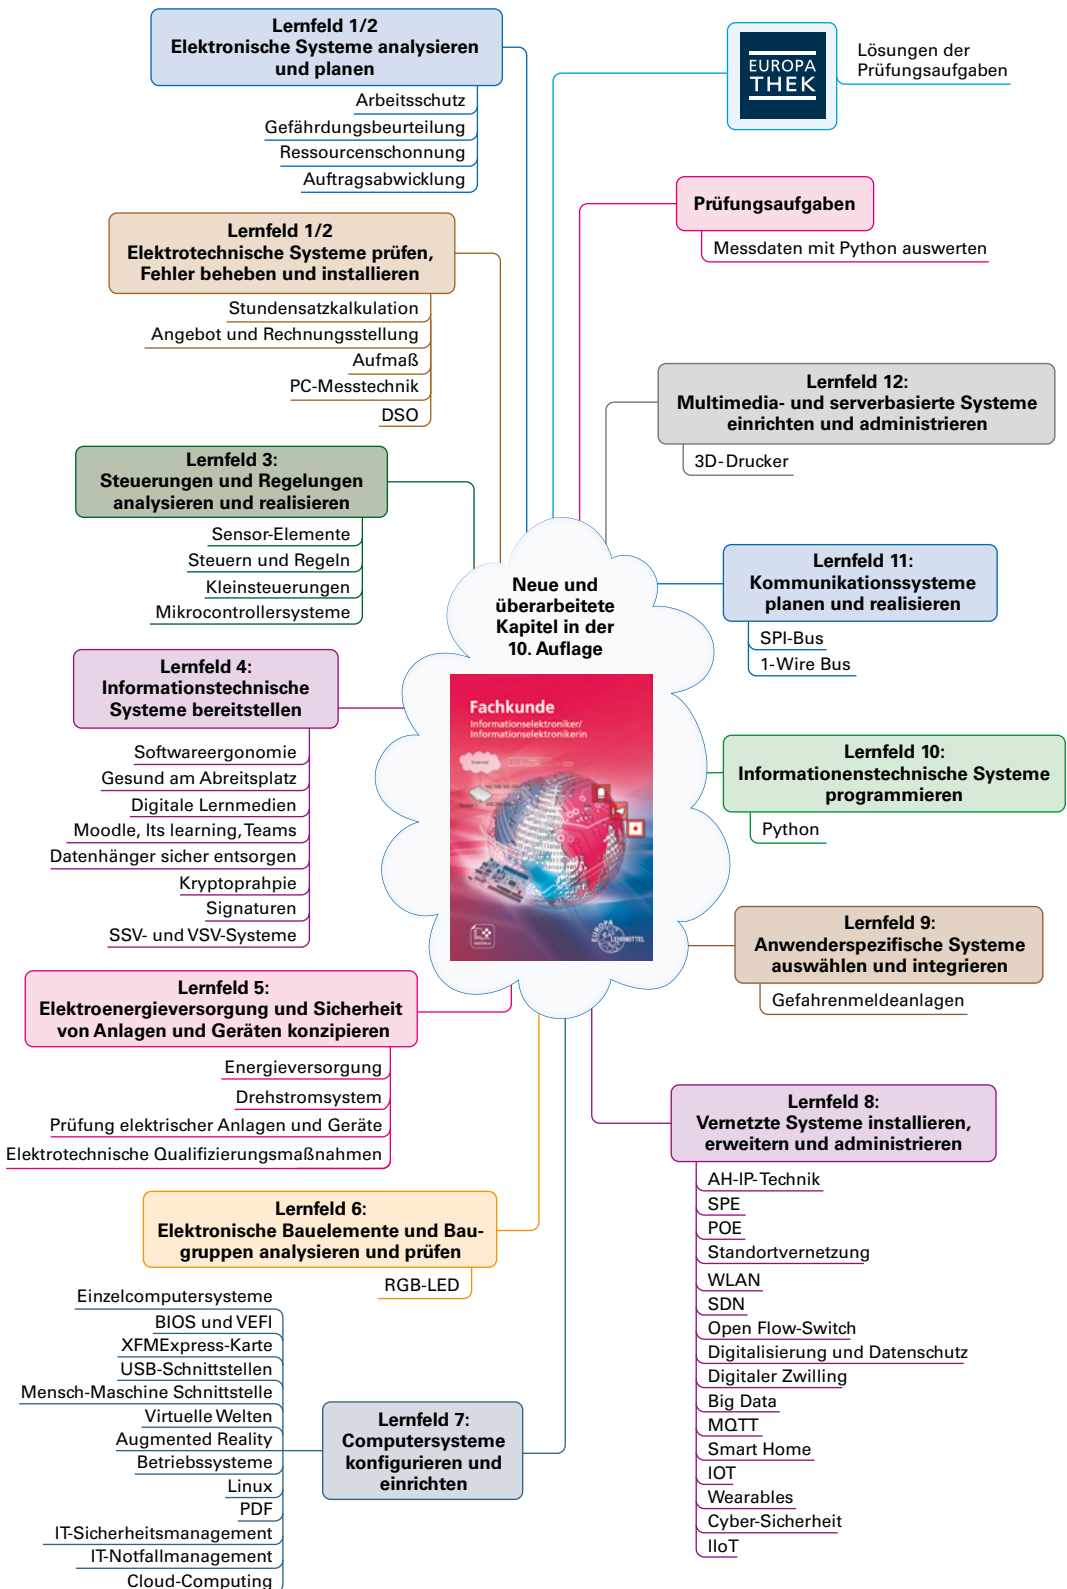 Lernfeld 1/2
Elektronische Systeme analysieren
und planen
Arbeitsschutz
Gefährdungsbeurteilung
Ressourcenschonnung
Auftragsabwicklung
Lernfeld 1/2
Elektrotechnische Systeme prüfen,
Fehler beheben und installieren
Stundensatzkalkulation
Angebot und Rechnungsstellung
Aufmaß
PC-Messtechnik
DSO
Lernfeld 3:
Steuerungen und Regelungen
analysieren und realisieren
Sensor-Elemente
Steuern und Regeln
Kleinsteuerungen
Mikrocontrollersysteme
Lernfeld 4:
Informationstechnische
Systeme bereitstellen
Softwareergonomie
Gesund am Abreitsplatz
Digitale Lernmedien
Moodle, Its learning, Teams
Datenhänger sicher entsorgen
Kryptoprahpie
Signaturen
SSV- und VSV-Systeme
Lernfeld 5:
Elektroenergieversorgung und Sicherheit
von Anlagen und Geräten konzipieren
Energieversorgung
Drehstromsystem
Prüfung elektrischer Anlagen und Geräte
Elektrotechnische Qualifizierungsmaßnahmen
Lernfeld 6:
Elektronische Bauelemente und Bau-
gruppen analysieren und prüfen
RGB-LED
Einzelcomputersysteme
BIOS und VEFI
XFMExpress-Karte
USB-Schnittstellen
Mensch-Maschine Schnittstelle
Virtuelle Welten
Augmented Reality
Betriebssysteme
Linux
PDF
IT-Sicherheitsmanagement
IT-Notfallmanagement
Cloud-Computing
Lernfeld 7:
Computersysteme
konfigurieren und
einrichten
Neue und
überarbeitete
Kapitel in der
10. Auflage
Fachkunde
Informationselektroniker/
Informationselektronikerin
Internet
EUROPA
LEHRMITTEL
EUROPA
THEK
Lösungen der
Prüfungsaufgaben
Prüfungsaufgaben
Messdaten mit Python auswerten
Lernfeld 12:
Multimedia- und serverbasierte Systeme
einrichten und administrieren
3D-Drucker
Lernfeld 11:
Kommunikationssysteme
planen und realisieren
SPI-Bus
1-Wire Bus
Lernfeld 10:
Informationenstechnische Systeme
programmieren
Python
Lernfeld 9:
Anwenderspezifische Systeme
auswählen und integrieren
Gefahrenmeldeanlagen
Lernfeld 8:
Vernetzte Systeme installieren,
erweitern und administrieren
AH-IP-Technik
SPE
POE
Standortvernetzung
WLAN
SDN
Open Flow-Switch
Digitalisierung und Datenschutz
Digitaler Zwilling
Big Data
MQTT
Smart Home
IOT
Wearables
Cyber-Sicherheit
IIoT